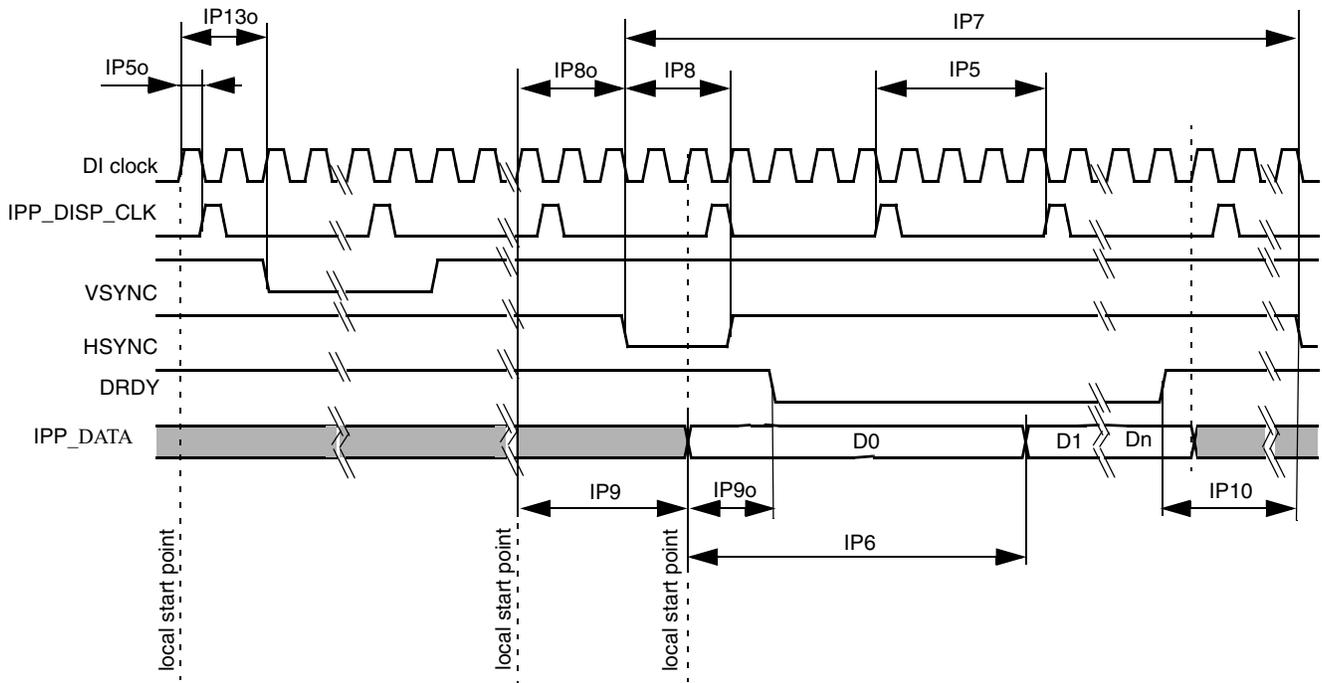 IP13o
IP7
IP5o
IP8o
IP8
IP5
DI clock
IPP_DISP_CLK
VSYNC
HSYNC
DRDY
IPP_DATA
D0
D1
Dn
IP9
IP9o
IP10
IP6
local start point
local start point
local start point